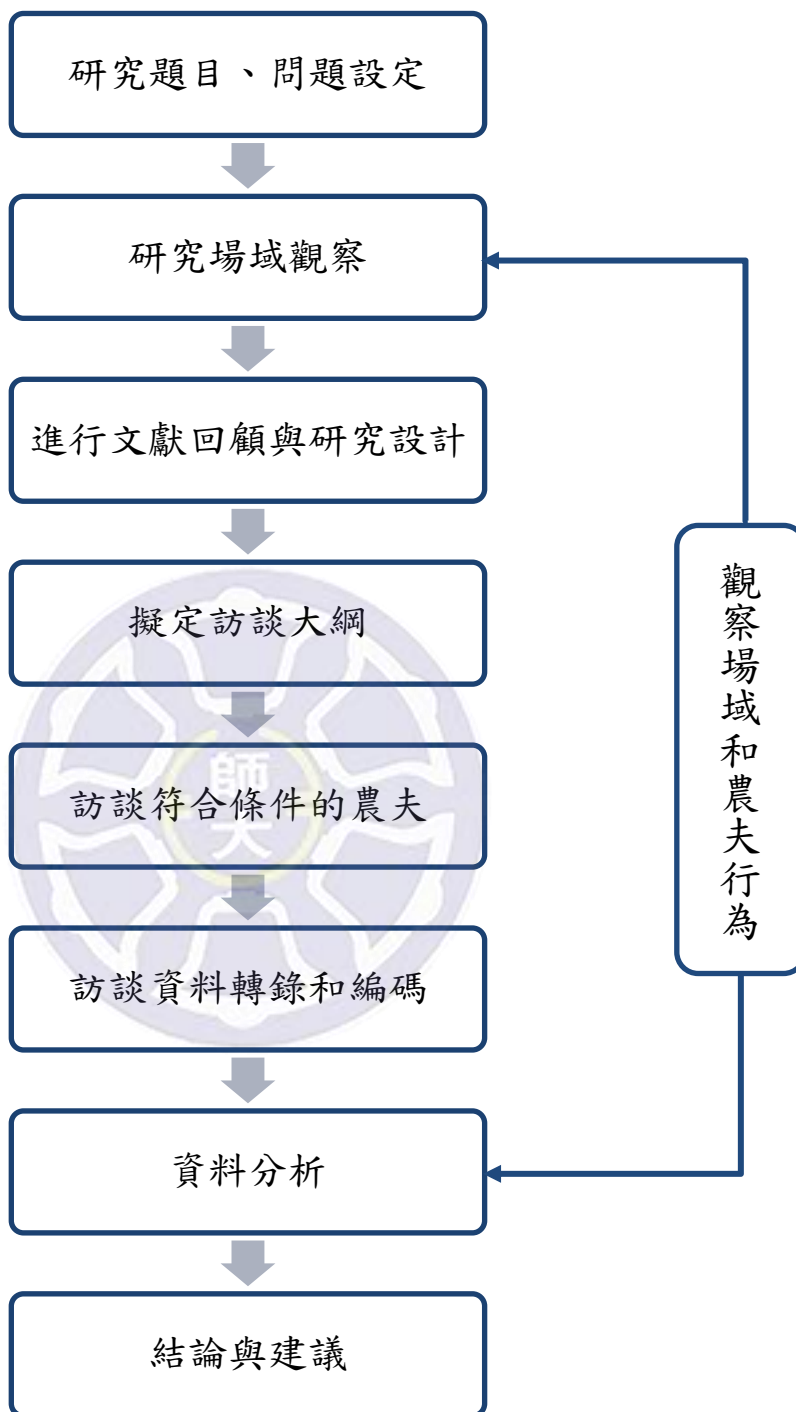 研究題目、問題設定
研究場域觀察
進行文獻回顧與研究設計
擬定訪談大綱
師大
訪談符合條件的農夫
訪談資料轉錄和編碼
資料分析
結論與建議
觀察場域和農夫行為